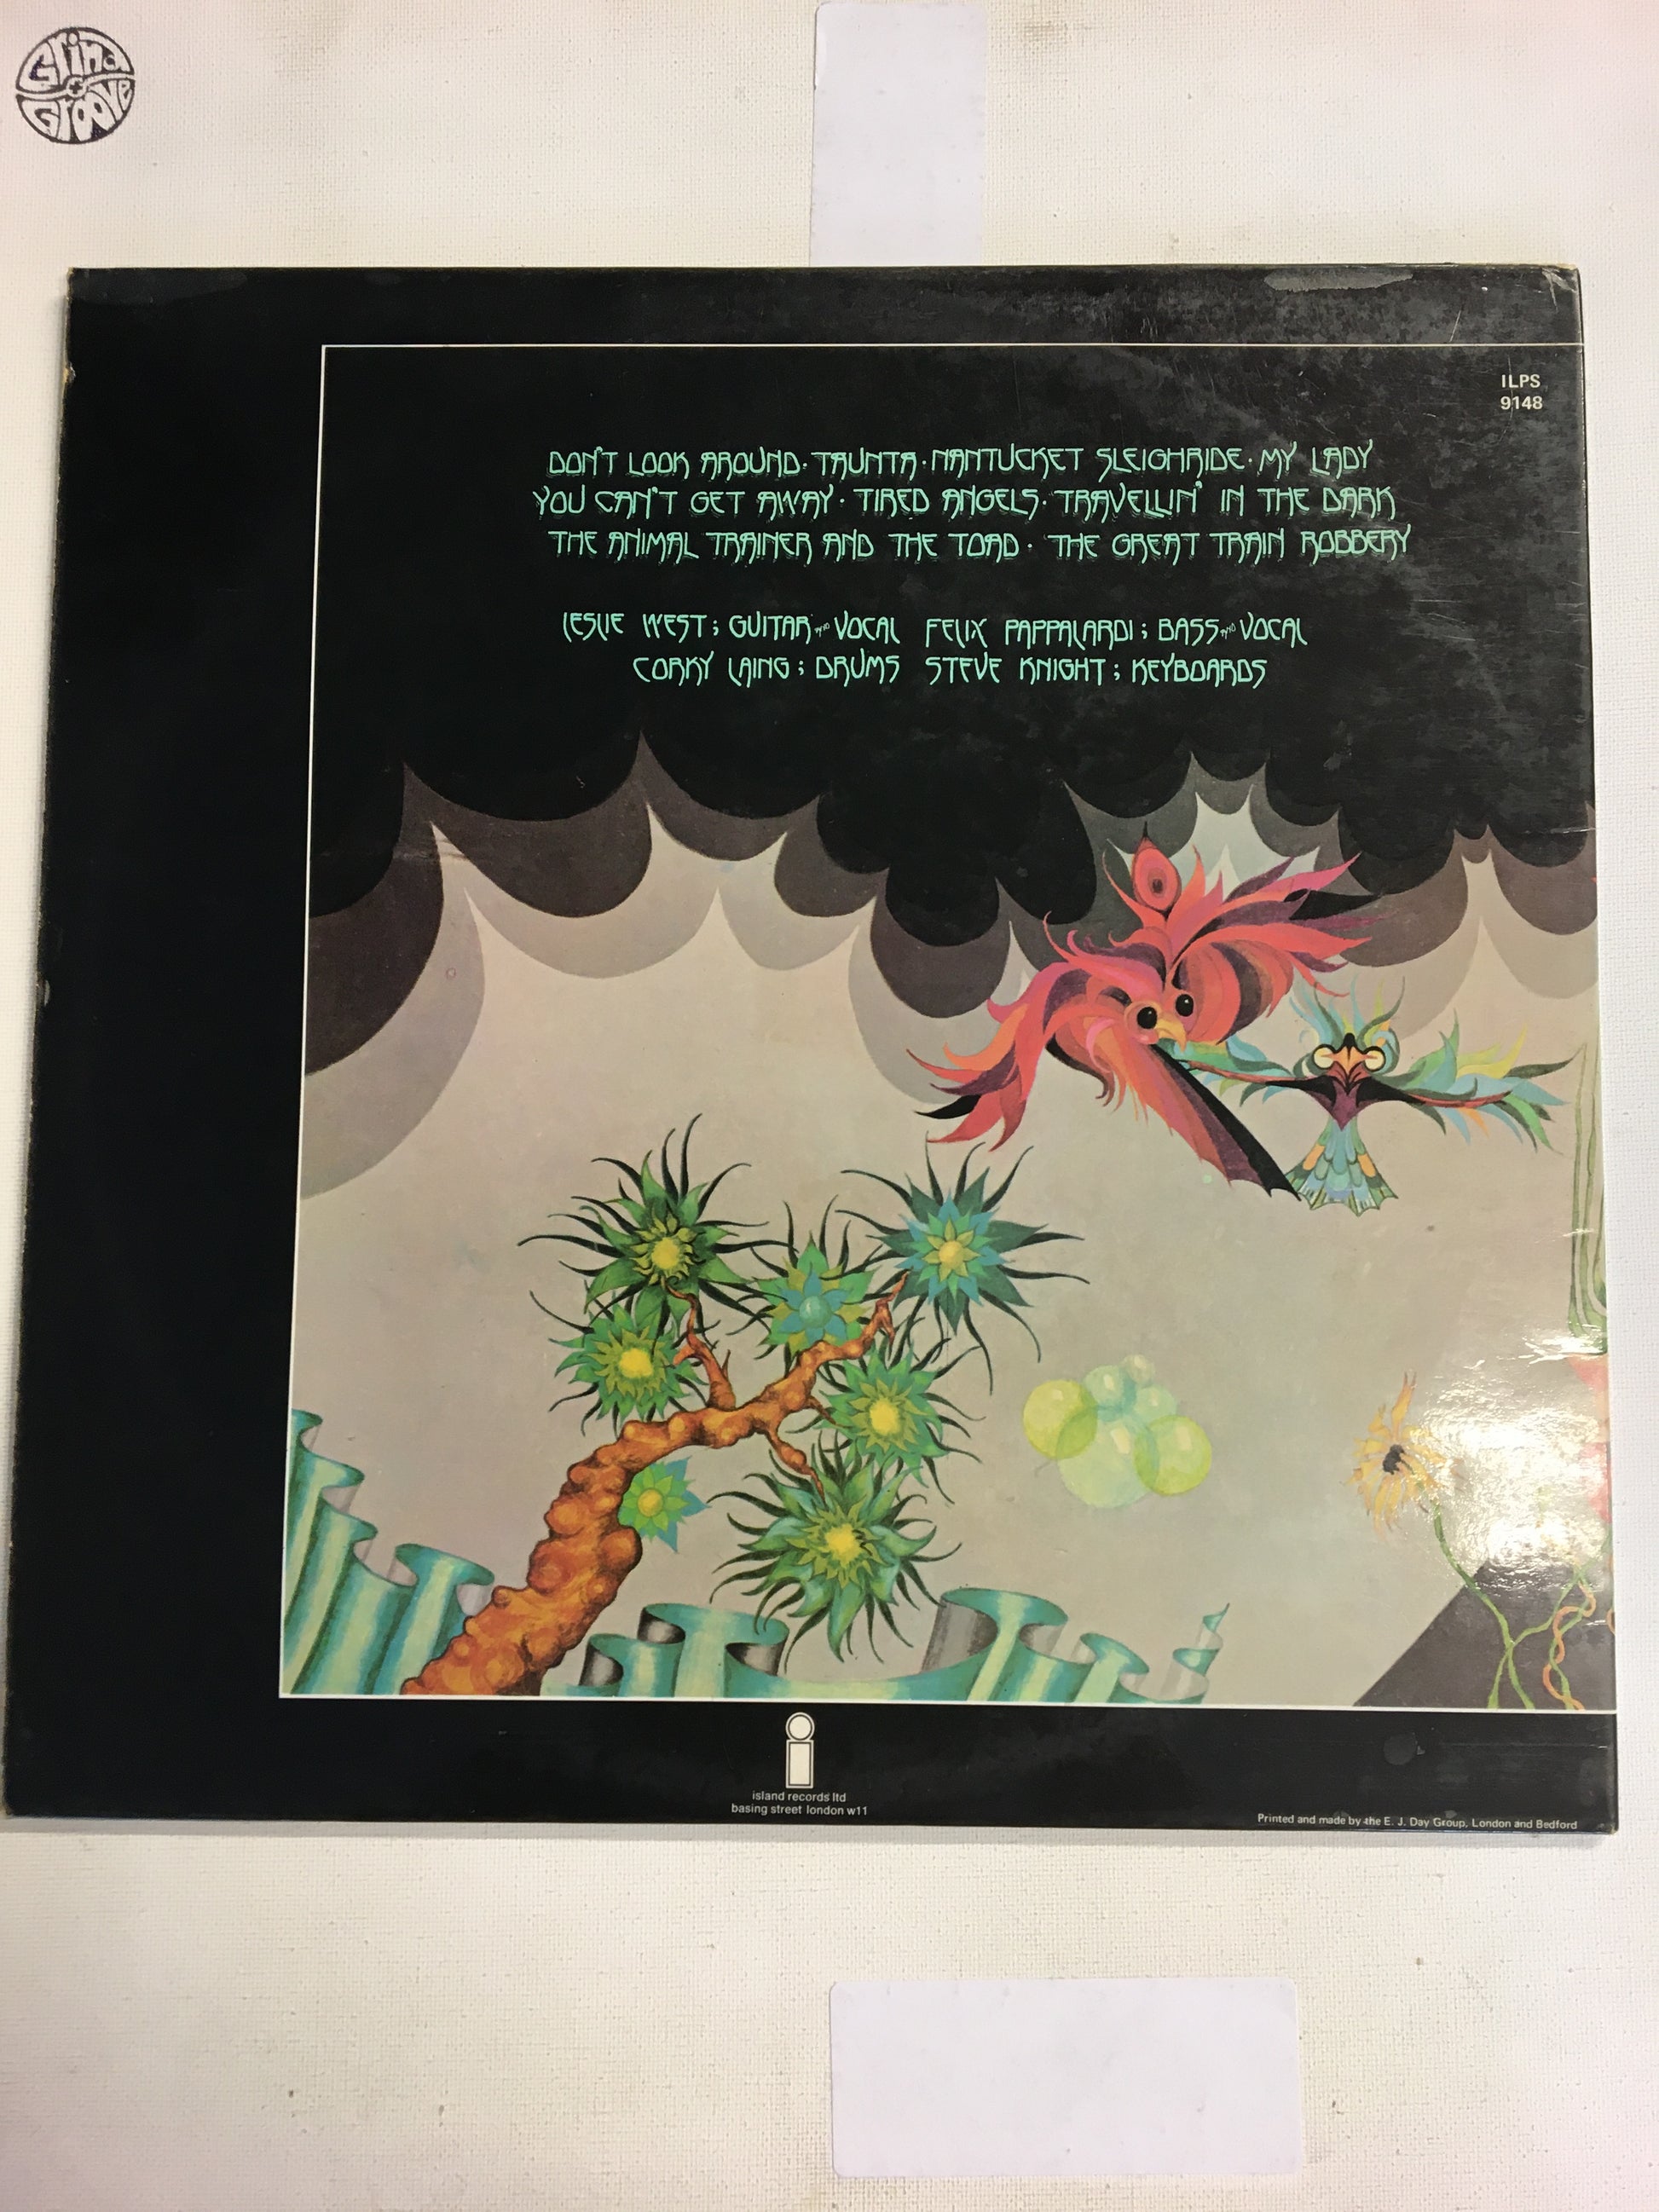 Grind
Groove
ILPS
9148
DON'T LOOK AROUND · TAUNTA · NANTUCKET SLEIGHRIDE · MY LADY
YOU CAN'T GET AWAY · TIRED ANGELS · TRAVELLIN' IN THE DARK
THE ANIMAL TRAINER AND THE TOAD · THE GREAT TRAIN ROBBERY
LESLIE WEST; GUITAR AND VOCAL FELIX PAPPALARDI; BASS AND VOCAL
CORKY LAING; DRUMS STEVE KNIGHT; KEYBOARDS
island records ltd
basing street london w11
Printed and made by the E. J. Day Group, London and Bedford